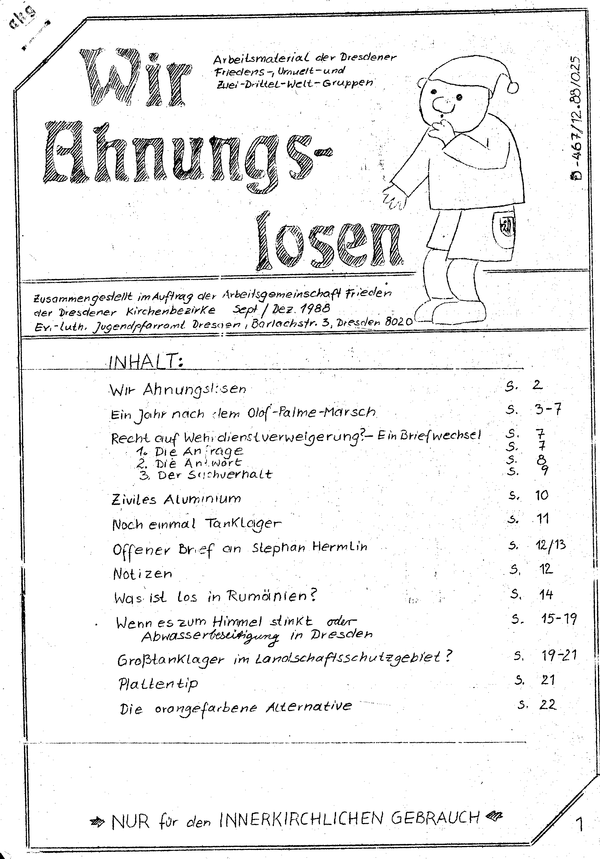 akg
Wir
Ahnungs-
losen
Arbeitsmaterial der Dresdener
Friedens-, Umwelt- und
Zwei-Drittel-Welt-Gruppen
D-467/12.88/025
Zusammengestellt im Auftrag der Arbeitsgemeinschaft Frieden
der Dresdener Kirchenbezirke Sept/Dez. 1988
Ev.-luth. Jugendpfarramt Dresden, Barlachstr. 3, Dresden 8020
INHALT:
Wir Ahnungslosen S. 2
Ein Jahr nach dem Olof-Palme-Marsch S. 3-7
Recht auf Wehrdienstverweigerung? - Ein Briefwechsel S. 7
1. Die Anfrage S. 7
2. Die Antwort S. 8
3. Der Sachverhalt S. 9
Ziviles Aluminium S. 10
Noch einmal Tanklager S. 11
Offener Brief an Stephan Hermlin S. 12/13
Notizen S. 12
Was ist los in Rumänien? S. 14
Wenn es zum Himmel stinkt oder S. 15-19
Abwasserbeseitigung in Dresden
Großtanklager im Landschaftsschutzgebiet? S. 19-21
Plattentip S. 21
Die orangefarbene Alternative S. 22
NUR für den INNERKIRCHLICHEN GEBRAUCH
1